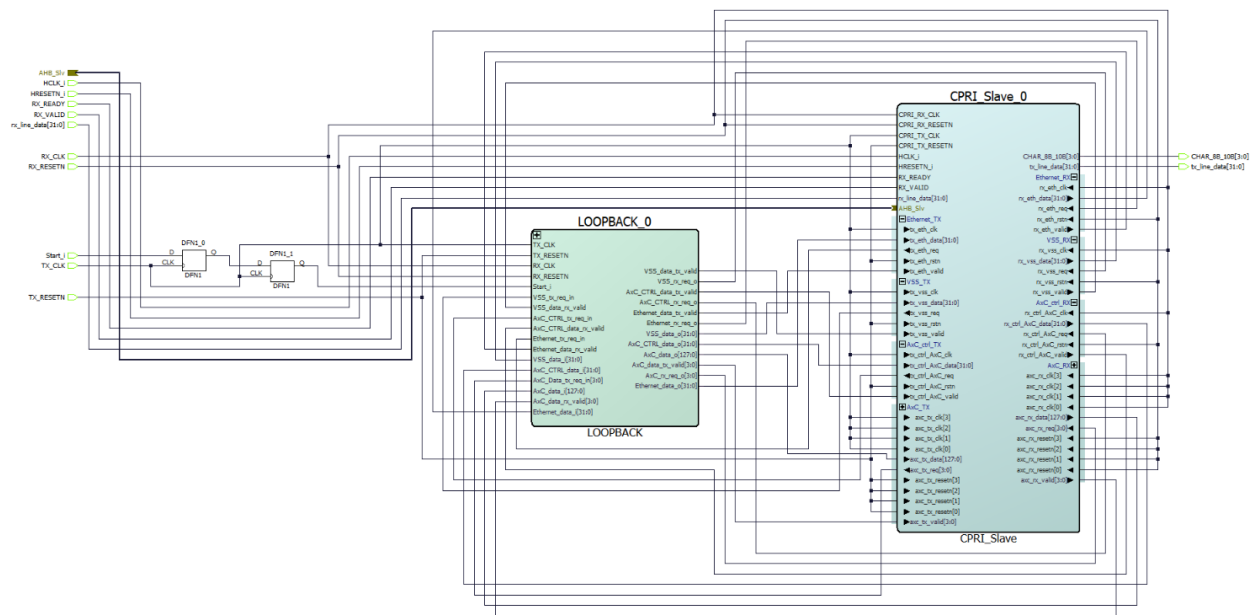 AHB_Slv
HCLK_i
HRESETN_i
RX_READY
RX_VALID
rx_line_data[31:0]
RX_CLK
RX_RESETN
Start_i
TX_CLK
TX_RESETN
DFN1_0
D
Q
CLK
DFN1
DFN1_1
D
Q
CLK
DFN1
LOOPBACK_0
TX_CLK
TX_RESETN
RX_CLK
RX_RESETN
Start_i
VSS_tx_req_in
VSS_data_rx_valid
AxC_CTRL_tx_req_in
AxC_CTRL_data_rx_valid
Ethernet_tx_req_in
Ethernet_data_rx_valid
VSS_data_i[31:0]
AxC_CTRL_data_i[31:0]
AxC_Data_tx_req_in[3:0]
AxC_data_i[127:0]
AxC_data_rx_valid[3:0]
Ethernet_data_i[31:0]
VSS_data_tx_valid
VSS_rx_req_o
AxC_CTRL_data_tx_valid
AxC_CTRL_rx_req_o
Ethernet_data_tx_valid
Ethernet_rx_req_o
VSS_data_o[31:0]
AxC_CTRL_data_o[31:0]
AxC_data_o[127:0]
AxC_data_tx_valid[3:0]
AxC_rx_req_o[3:0]
Ethernet_data_o[31:0]
LOOPBACK
CPRI_Slave_0
CPRI_RX_CLK
CPRI_RX_RESETN
CPRI_TX_CLK
CPRI_TX_RESETN
HCLK_i
HRESETN_i
RX_READY
RX_VALID
rx_line_data[31:0]
AHB_Slv
Ethernet_TX
tx_eth_clk
tx_eth_data[31:0]
tx_eth_req
tx_eth_rstn
tx_eth_valid
VSS_TX
tx_vss_clk
tx_vss_data[31:0]
tx_vss_req
tx_vss_rstn
tx_vss_valid
AxC_ctrl_TX
tx_ctrl_AxC_clk
tx_ctrl_AxC_data[31:0]
tx_ctrl_AxC_req
tx_ctrl_AxC_rstn
tx_ctrl_AxC_valid
AxC_TX
axc_tx_clk[3]
axc_tx_clk[2]
axc_tx_clk[1]
axc_tx_clk[0]
axc_tx_data[127:0]
axc_tx_req[3:0]
axc_tx_resetn[3]
axc_tx_resetn[2]
axc_tx_resetn[1]
axc_tx_resetn[0]
axc_tx_valid[3:0]
CHAR_8B_10B[3:0]
tx_line_data[31:0]
Ethernet_RX
rx_eth_clk
rx_eth_data[31:0]
rx_eth_req
rx_eth_rstn
rx_eth_valid
VSS_RX
rx_vss_clk
rx_vss_data[31:0]
rx_vss_req
rx_vss_rstn
rx_vss_valid
AxC_ctrl_RX
rx_ctrl_AxC_clk
rx_ctrl_AxC_data[31:0]
rx_ctrl_AxC_req
rx_ctrl_AxC_rstn
rx_ctrl_AxC_valid
AxC_RX
axc_rx_clk[3]
axc_rx_clk[2]
axc_rx_clk[1]
axc_rx_clk[0]
axc_rx_data[127:0]
axc_rx_req[3:0]
axc_rx_resetn[3]
axc_rx_resetn[2]
axc_rx_resetn[1]
axc_rx_resetn[0]
axc_rx_valid[3:0]
CPRI_Slave
CHAR_8B_10B[3:0]
tx_line_data[31:0]